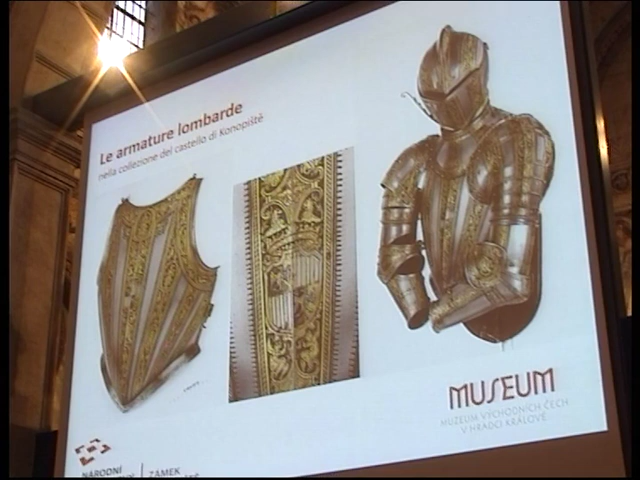 Le armature lombarde
nella collezione del castello di Konopiště
MUSEUM
MUZEUM VÝCHODNÍCH ČECH
V HRADCI KRÁLOVÉ
NÁRODNÍ
ZÁMEK